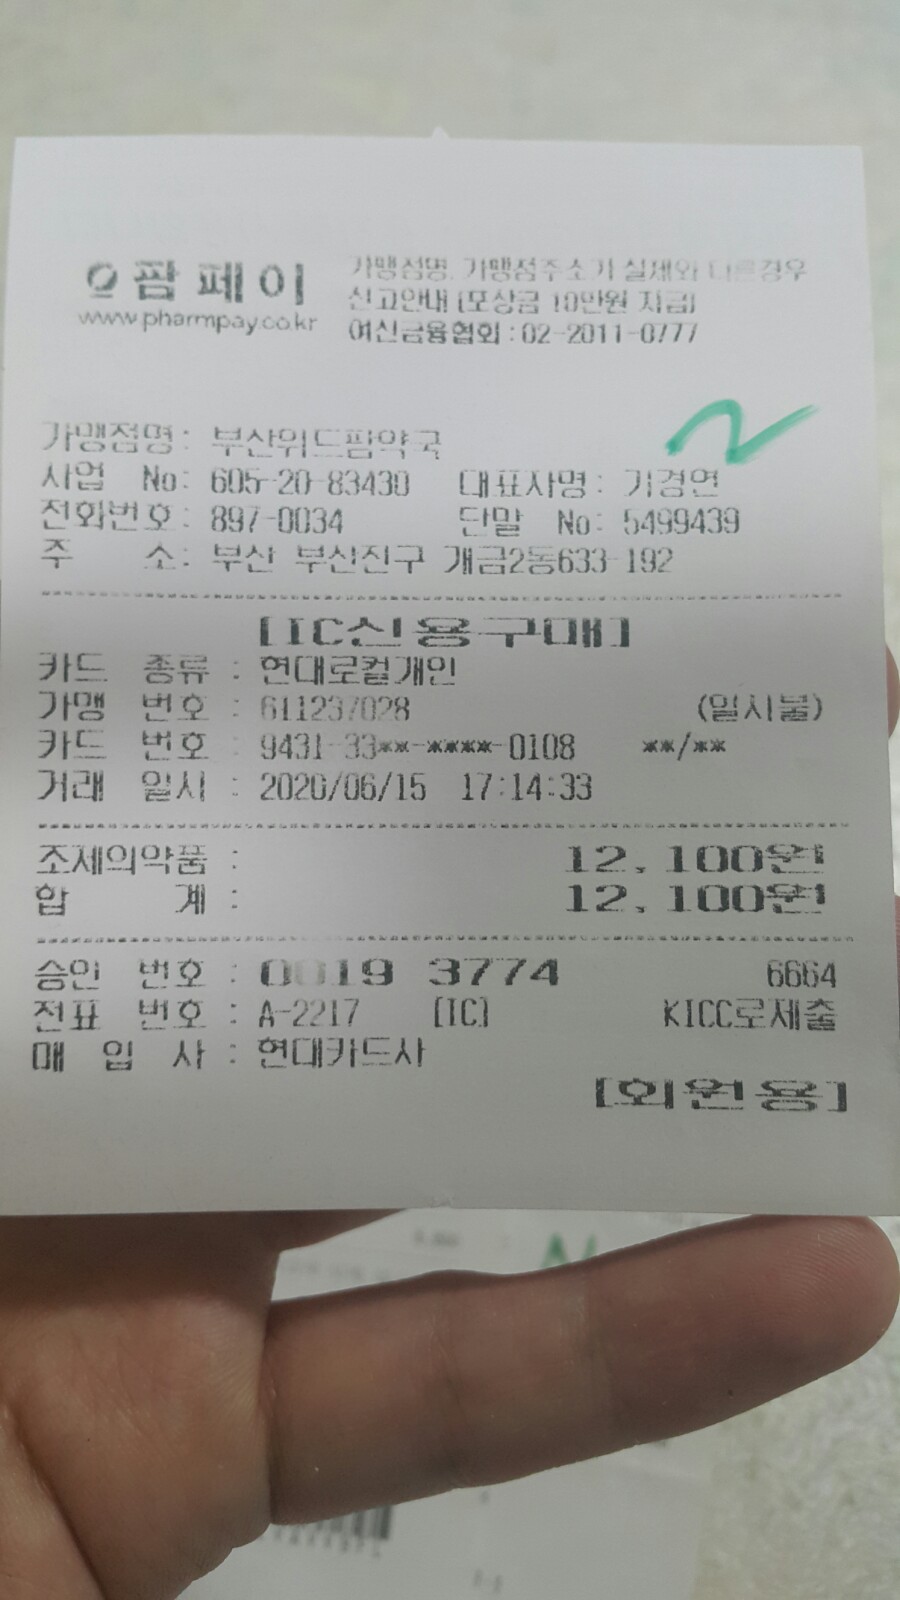 팜페이
www.pharmpay.co.kr
가맹점명, 가맹점주소가 실제와 다른경우
신고안내 (포상금 10만원 지급)
여신금융협회 : 02-2011-0777
가맹점명: 부산위드팜약국
사업 No: 605-20-83430 대표자명: 기경연
전화번호: 897-0034 단말 No: 5499439
주 소: 부산 부산진구 개금2동633-192
[IC신용구매]
카드 종류 : 현대로컬개인
가맹 번호 : 611237028 (일시불)
카드 번호 : 9431-33**-****-0108 **/**
거래 일시 : 2020/06/15 17:14:33
조제의약품 : 12,100원
합 계 : 12,100원
승인 번호 : 0019 3774 6664
전표 번호 : A-2217 [IC] KICC로제출
매 입 사 : 현대카드사
[회원용]